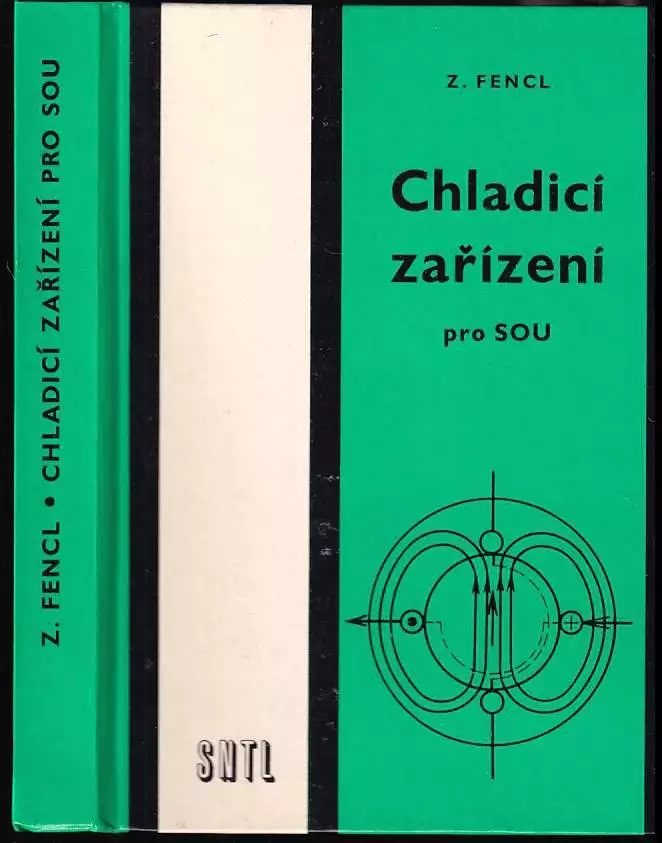 Z. FENCL • CHLADICÍ ZAŘÍZENÍ PRO SOU
SNTL
Z. FENCL
Chladicí
zařízení
pro SOU